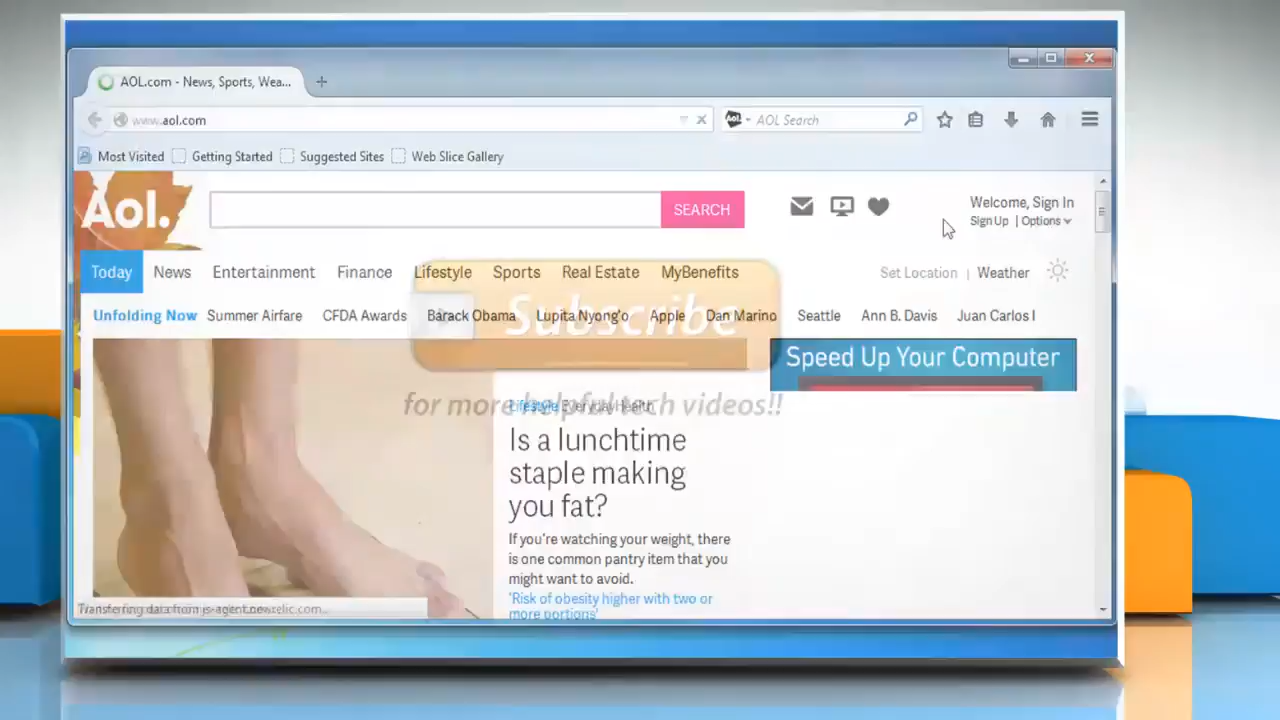 AOL.com - News, Sports, Wea...
www.aol.com
Aol. AOL Search
Most Visited Getting Started Suggested Sites Web Slice Gallery
Aol. SEARCH
Welcome, Sign In
Sign Up | Options
Today News Entertainment Finance Lifestyle Sports Real Estate MyBenefits Set Location | Weather
Unfolding Now Summer Airfare CFDA Awards Barack Obama Lupita Nyong'o Apple Dan Marino Seattle Ann B. Davis Juan Carlos I
Subscribe
for more helpful tech videos!!
Speed Up Your Computer
Lifestyle EverydayHealth
Is a lunchtime
staple making
you fat?
If you're watching your weight, there
is one common pantry item that you
might want to avoid.
'Risk of obesity higher with two or
more portions'
Transferring data from js-agent.newrelic.com...